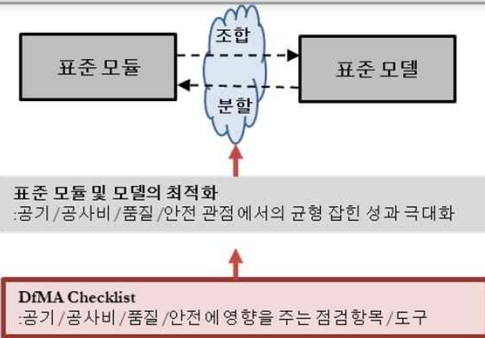 조합
표준 모듈
표준 모델
분할
표준 모듈 및 모델의 최적화
:공기/공사비/품질/안전 관점에서의 균형 잡힌 성과 극대화
DfMA Checklist
:공기/공사비/품질/안전에 영향을 주는 점검항목/도구